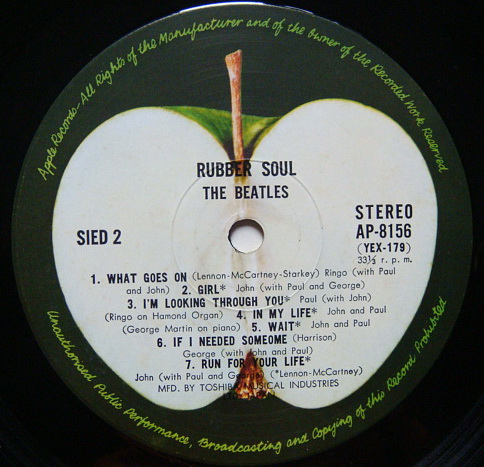 Apple Records-All Rights of the Manufacturer and of the Owner of the Recorded Work Reserved
RUBBER SOUL
THE BEATLES
SIED 2
STEREO
AP-8156
(YEX-179)
33⅓ r. p. m.
1. WHAT GOES ON (Lennon-McCartney-Starkey) Ringo (with Paul
and John) 2. GIRL* John (with Paul and George)
3. I'M LOOKING THROUGH YOU* Paul (with John)
(Ringo on Hamond Organ) 4. IN MY LIFE* John and Paul
(George Martin on piano) 5. WAIT* John and Paul
6. IF I NEEDED SOMEONE (Harrison)
George (with John and Paul)
7. RUN FOR YOUR LIFE*
John (with Paul and George) (*Lennon-McCartney)
MFD. BY TOSHIBA MUSICAL INDUSTRIES
Unauthorised Public Performance, Broadcasting and Copying of this Record Prohibited